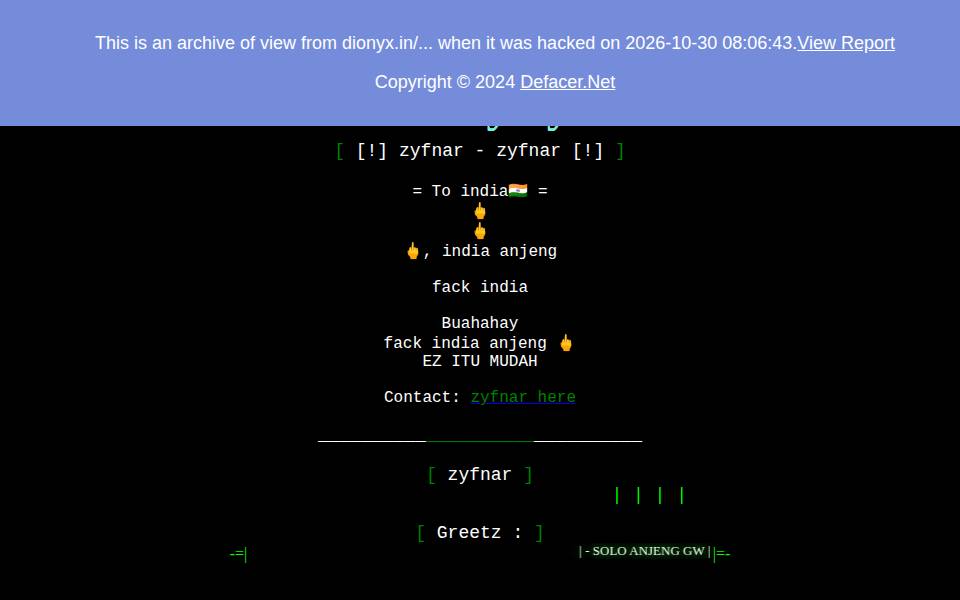 This is an archive of view from dionyx.in/... when it was hacked on 2026-10-30 08:06:43.View Report
Copyright © 2024 Defacer.Net
[ [!] zyfnar - zyfnar [!] ]
= To india🇮🇳 =
🖕
🖕
🖕, india anjeng
fack india
Buahahay
fack india anjeng 🖕
EZ ITU MUDAH
Contact: zyfnar here
______________________________
[ zyfnar ]
| | | |
[ Greetz : ]
-=| | - SOLO ANJENG GW | |=-